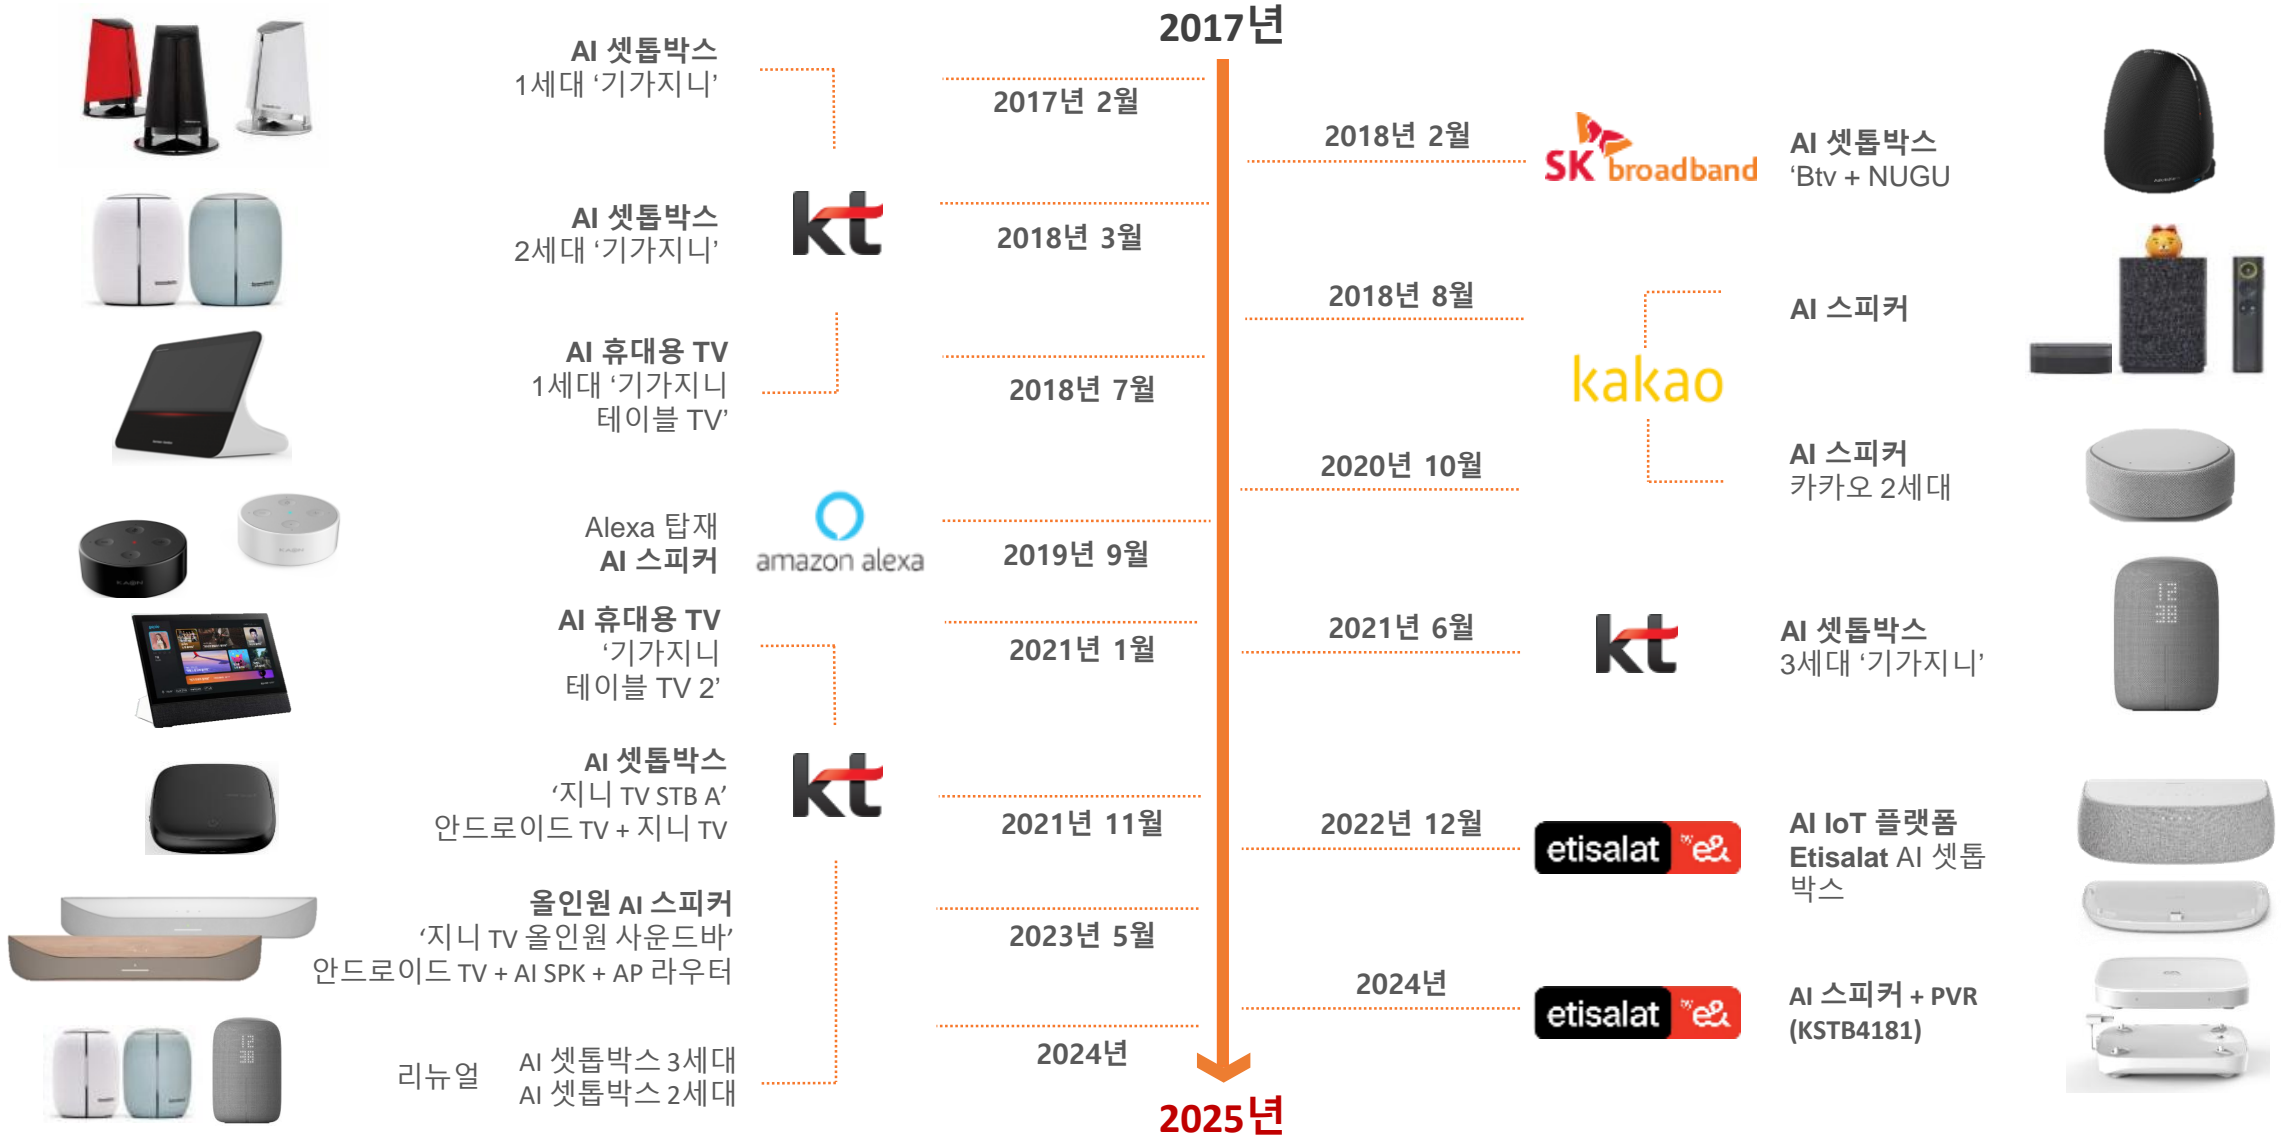 2017년
AI 셋톱박스
1세대 ‘기가지니’
2017년 2월
2018년 2월
SK broadband
AI 셋톱박스
‘Btv + NUGU
AI 셋톱박스
2세대 ‘기가지니’
kt
2018년 3월
2018년 8월
AI 스피커
kakao
AI 휴대용 TV
1세대 ‘기가지니
테이블 TV’
2018년 7월
2020년 10월
AI 스피커
카카오 2세대
Alexa 탑재
AI 스피커
amazon alexa
2019년 9월
KAON
KAON
AI 휴대용 TV
‘기가지니
테이블 TV 2’
2021년 1월
2021년 6월
kt
AI 셋톱박스
3세대 ‘기가지니’
12
38
AI 셋톱박스
‘지니 TV STB A’
안드로이드 TV + 지니 TV
kt
2021년 11월
2022년 12월
etisalat by e&
AI IoT 플랫폼
Etisalat AI 셋톱
박스
올인원 AI 스피커
‘지니 TV 올인원 사운드바’
안드로이드 TV + AI SPK + AP 라우터
2023년 5월
2024년
etisalat by e&
AI 스피커 + PVR
(KSTB4181)
리뉴얼
AI 셋톱박스 3세대
AI 셋톱박스 2세대
2024년
2025년